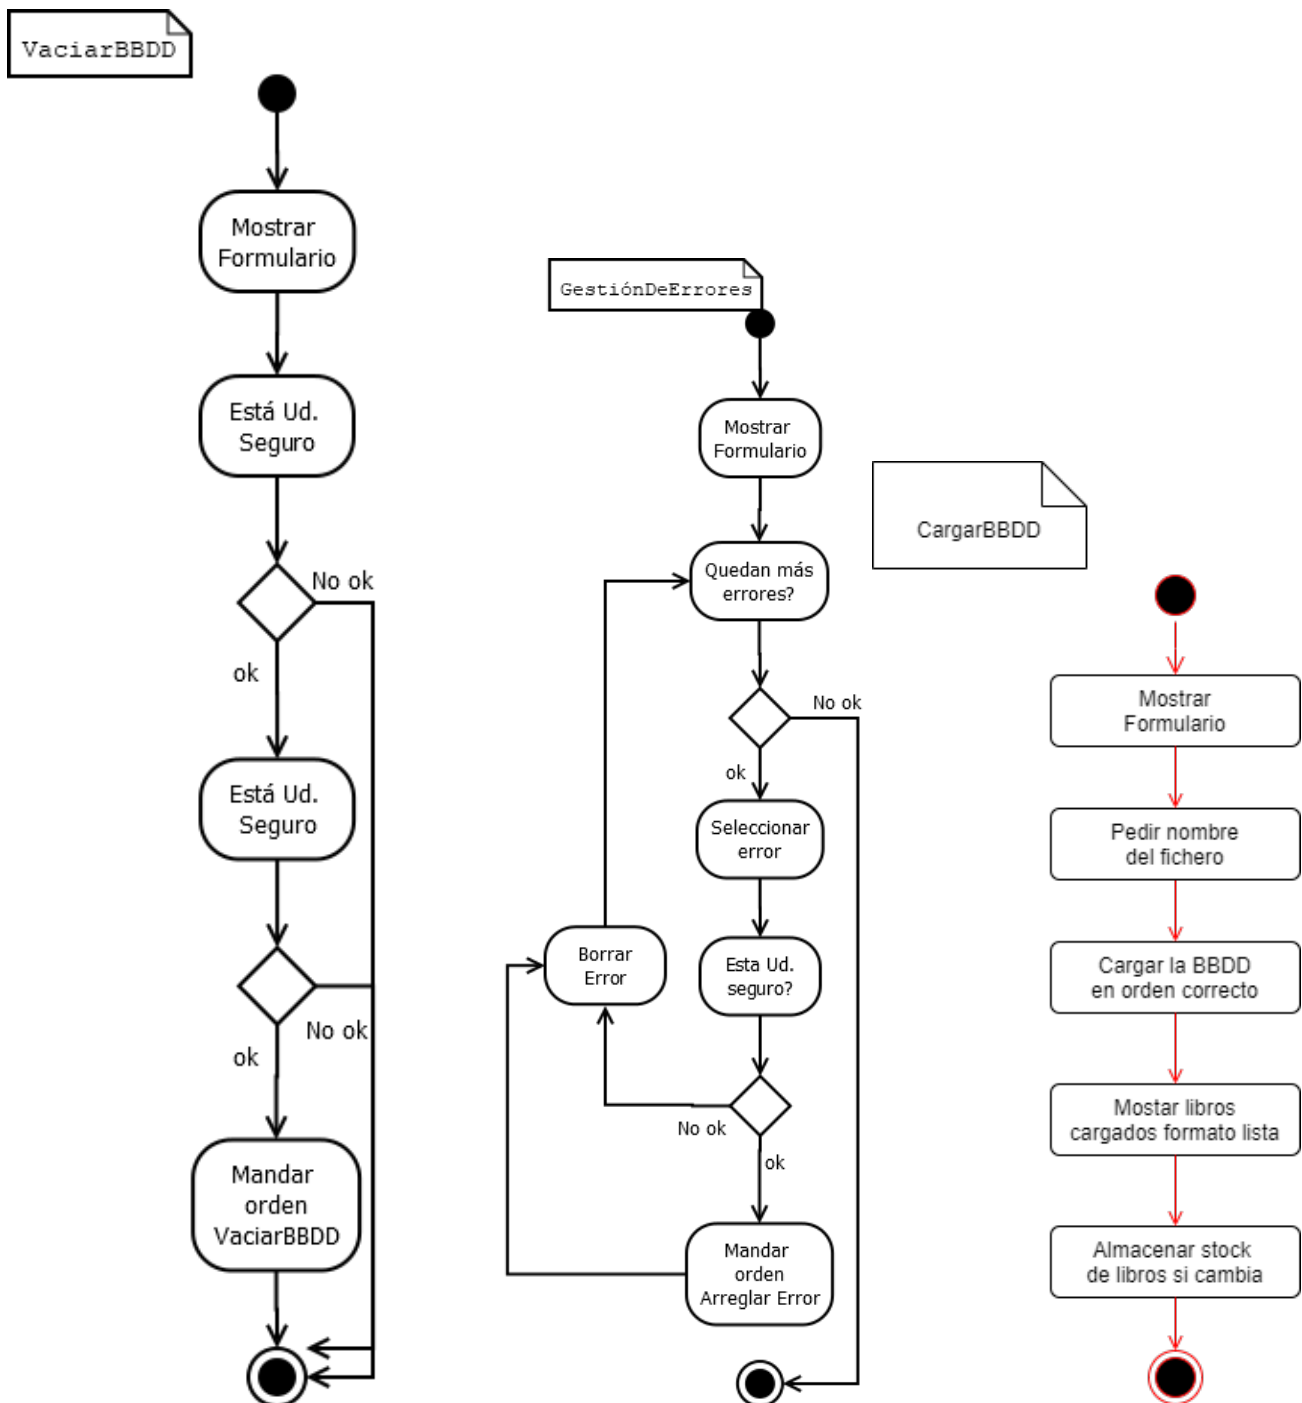 VaciarBBDD
Mostrar
Formulario
Está Ud.
Seguro
No ok
ok
Está Ud.
Seguro
No ok
ok
Mandar
orden
VaciarBBDD
GestiónDeErrores
Mostrar
Formulario
Quedan más
errores?
No ok
ok
Seleccionar
error
Borrar
Error
Esta Ud.
seguro?
No ok
ok
Mandar
orden
Arreglar Error
CargarBBDD
Mostrar
Formulario
Pedir nombre
del fichero
Cargar la BBDD
en orden correcto
Mostar libros
cargados formato lista
Almacenar stock
de libros si cambia